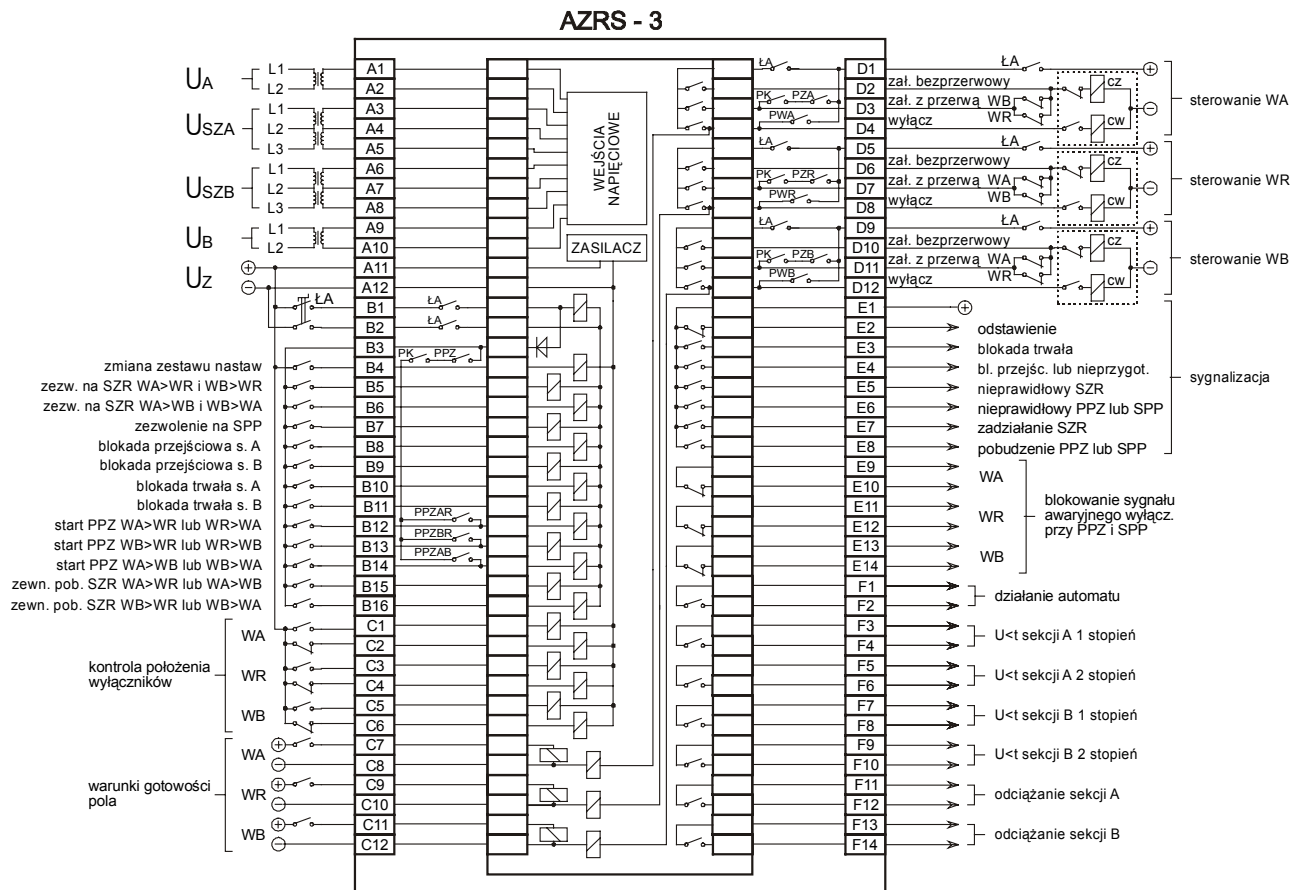 AZRS - 3
UA L1 L2
USZA L1 L2 L3
USZB L1 L2 L3
UB L1 L2
UZ
ŁA
zmiana zestawu nastaw
zezw. na SZR WA>WR i WB>WR
zezw. na SZR WA>WB i WB>WA
zezwolenie na SPP
blokada przejściowa s. A
blokada przejściowa s. B
blokada trwała s. A
blokada trwała s. B
start PPZ WA>WR lub WR>WA
start PPZ WB>WR lub WR>WB
start PPZ WA>WB lub WB>WA
zewn. pob. SZR WA>WR lub WA>WB
zewn. pob. SZR WB>WR lub WB>WA
kontrola położenia
wyłączników
WA
WR
WB
warunki gotowości
pola
WA
WR
WB
A1
A2
A3
A4
A5
A6
A7
A8
A9
A10
A11
A12
B1
B2
B3
B4
B5
B6
B7
B8
B9
B10
B11
B12
B13
B14
B15
B16
C1
C2
C3
C4
C5
C6
C7
C8
C9
C10
C11
C12
ŁA
ŁA
PK PPZ
PPZAR
PPZBR
PPZAB
WEJŚCIA
NAPIĘCIOWE
ZASILACZ
ŁA
PK PZA
PWA
ŁA
PK PZR
PWR
ŁA
PK PZB
PWB
D1
D2
D3
D4
D5
D6
D7
D8
D9
D10
D11
D12
E1
E2
E3
E4
E5
E6
E7
E8
E9
E10
E11
E12
E13
E14
F1
F2
F3
F4
F5
F6
F7
F8
F9
F10
F11
F12
F13
F14
ŁA
zał. bezprzerwowy
zał. z przerwą WB
WR
wyłącz
cz
cw
sterowanie WA
ŁA
zał. bezprzerwowy
zał. z przerwą WA
WB
wyłącz
cz
cw
sterowanie WR
ŁA
zał. bezprzerwowy
zał. z przerwą WA
WR
wyłącz
cz
cw
sterowanie WB
odstawienie
blokada trwała
bl. przejśc. lub nieprzygot.
nieprawidłowy SZR
nieprawidłowy PPZ lub SPP
zadziałanie SZR
pobudzenie PPZ lub SPP
sygnalizacja
WA
WR
WB
blokowanie sygnału
awaryjnego wyłącz.
przy PPZ i SPP
działanie automatu
U<t sekcji A 1 stopień
U<t sekcji A 2 stopień
U<t sekcji B 1 stopień
U<t sekcji B 2 stopień
odciążanie sekcji A
odciążanie sekcji B